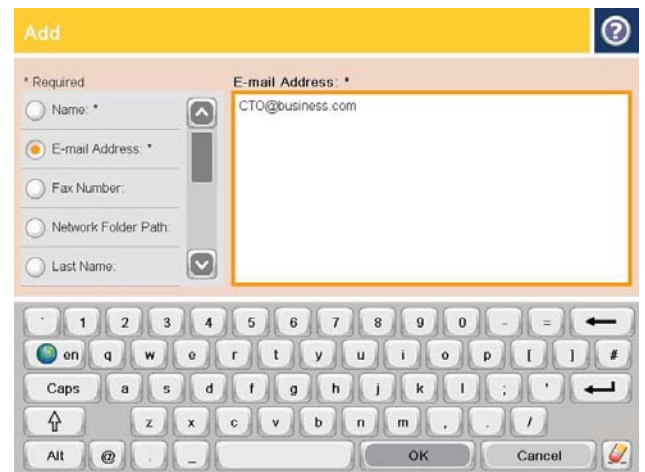 Add
?
* Required
E-mail Address: *
Name: *
E-mail Address: *
Fax Number:
Network Folder Path:
Last Name:
CTO@business.com
` 1 2 3 4 5 6 7 8 9 0 - =
en q w e r t y u i o p [ ] #
Caps a s d f g h j k l ; '
z x c v b n m , . /
Alt @ . _ OK Cancel